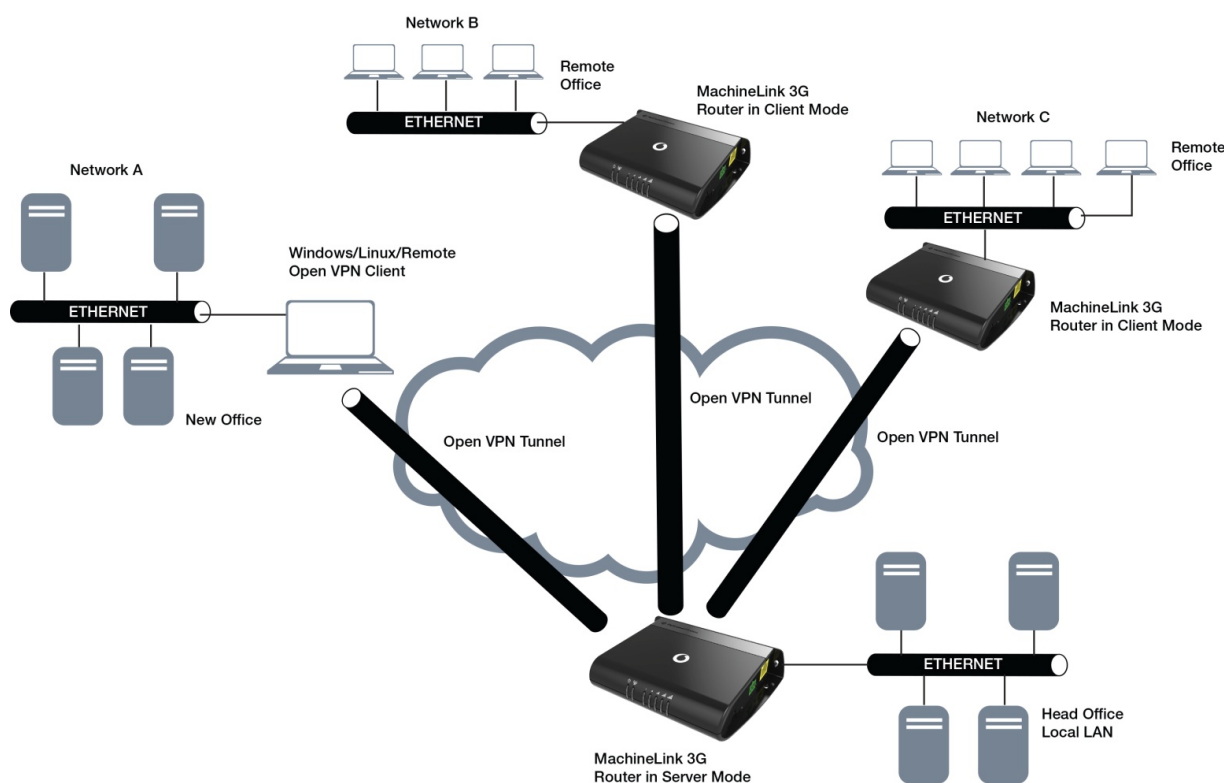 Network B
Remote
Office
ETHERNET
MachineLink 3G
Router in Client Mode
Network C
Remote
Office
ETHERNET
MachineLink 3G
Router in Client Mode
Network A
Windows/Linux/Remote
Open VPN Client
ETHERNET
New Office
Open VPN Tunnel
Open VPN Tunnel
Open VPN Tunnel
ETHERNET
Head Office
Local LAN
MachineLink 3G
Router in Server Mode